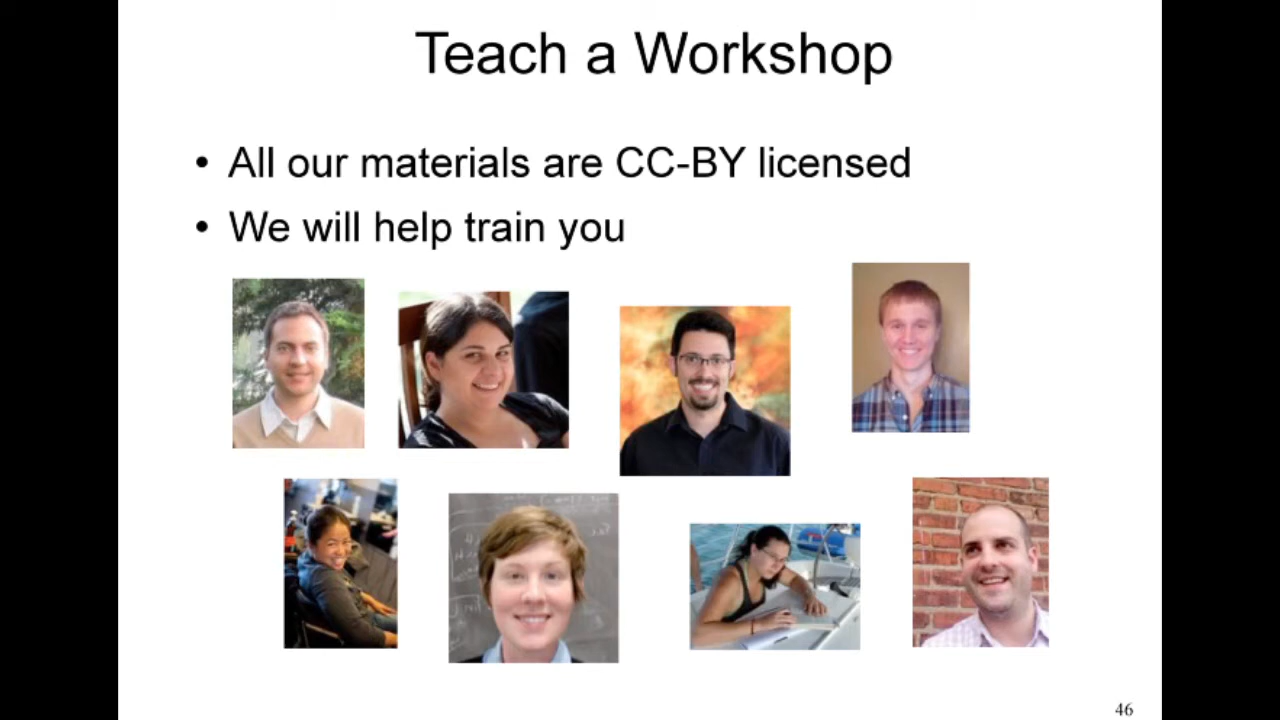 Teach a Workshop
• All our materials are CC-BY licensed
• We will help train you
46